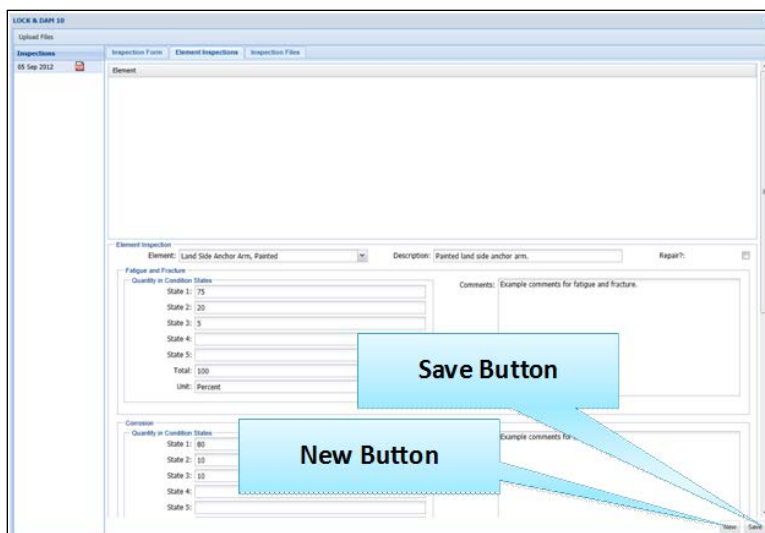 LOCK & DAM 10
Upload Files
Inspections
05 Sep 2012
Inspection Form Element Inspections Inspection Files
Element
Element Inspection
Element: Land Side Anchor Arm, Painted Description: Painted land side anchor arm. Repair?:
Fatigue and Fracture
Quantity in Condition States
State 1: 75
State 2: 20
State 3: 5
State 4:
State 5:
Total: 100
Unit: Percent
Comments: Example comments for fatigue and fracture.
Save Button
Corrosion
Quantity in Condition States
State 1: 80
State 2: 10
State 3: 10
State 4:
State 5:
Example comments for
New Button
New Save